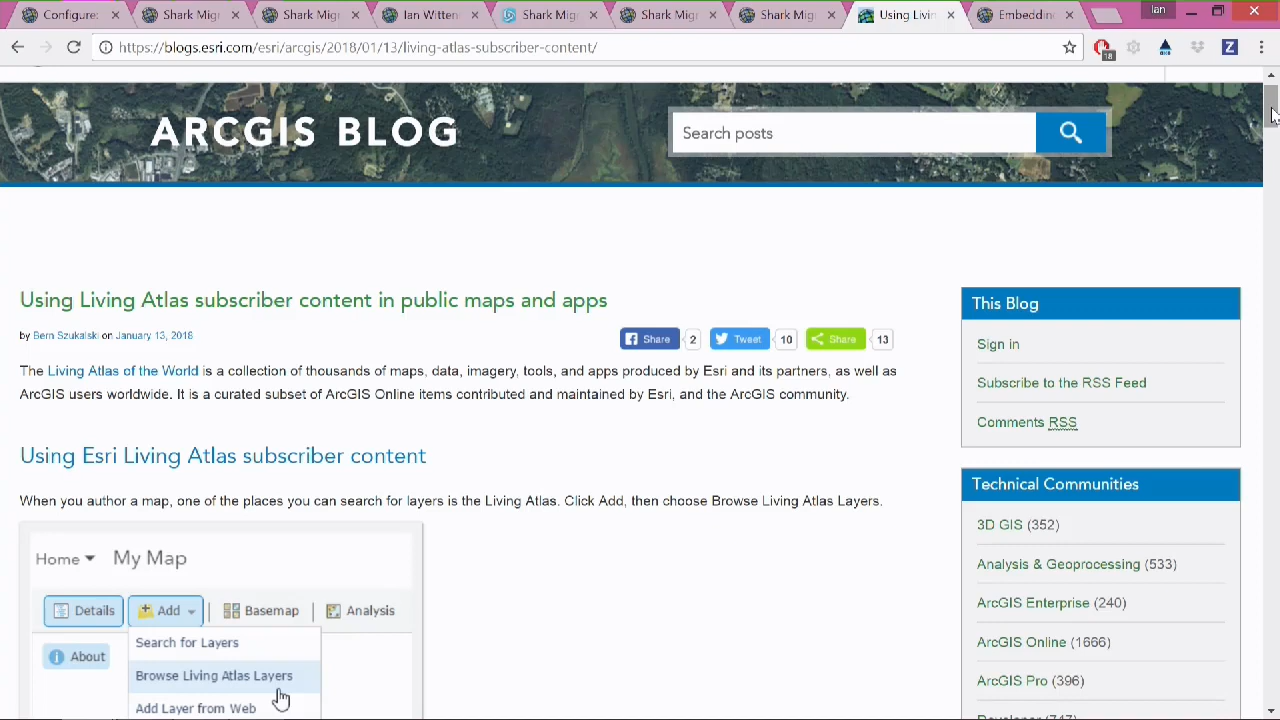 Configure
Shark Mig
Shark Mig
Ian Witten
Shark Mig
Shark Mig
Shark Mig
Using Livin
Embeddin
Ian
https://blogs.esri.com/esri/arcgis/2018/01/13/living-atlas-subscriber-content/
18
Z
ARCGIS BLOG
Search posts
Using Living Atlas subscriber content in public maps and apps
by Bern Szukalski on January 13, 2018
Share 2 Tweet 10 Share 13
The Living Atlas of the World is a collection of thousands of maps, data, imagery, tools, and apps produced by Esri and its partners, as well as
ArcGIS users worldwide. It is a curated subset of ArcGIS Online items contributed and maintained by Esri, and the ArcGIS community.
Using Esri Living Atlas subscriber content
When you author a map, one of the places you can search for layers is the Living Atlas. Click Add, then choose Browse Living Atlas Layers.
Home My Map
Details Add Basemap Analysis
About
Search for Layers
Browse Living Atlas Layers
Add Layer from Web
This Blog
Sign in
Subscribe to the RSS Feed
Comments RSS
Technical Communities
3D GIS (352)
Analysis & Geoprocessing (533)
ArcGIS Enterprise (240)
ArcGIS Online (1666)
ArcGIS Pro (396)